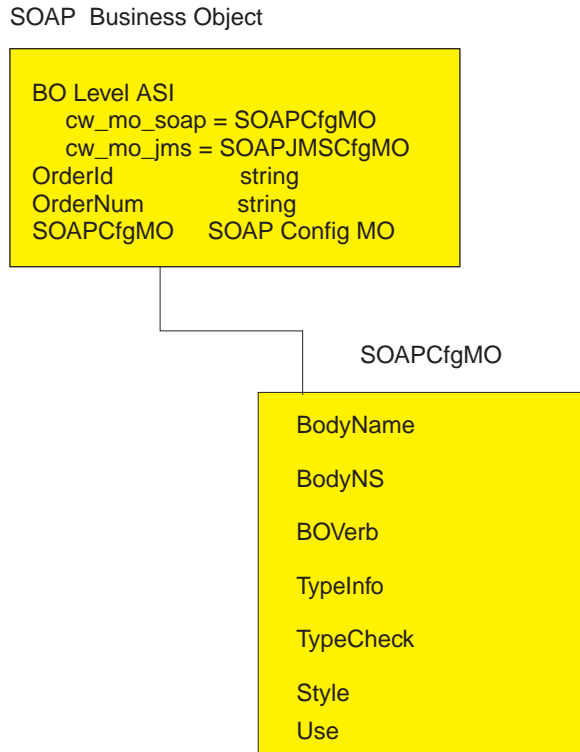 SOAP Business Object
BO Level ASI
cw_mo_soap = SOAPCfgMO
cw_mo_jms = SOAPJMSCfgMO
OrderId string
OrderNum string
SOAPCfgMO SOAP Config MO
SOAPCfgMO
BodyName
BodyNS
BOVerb
TypeInfo
TypeCheck
Style
Use